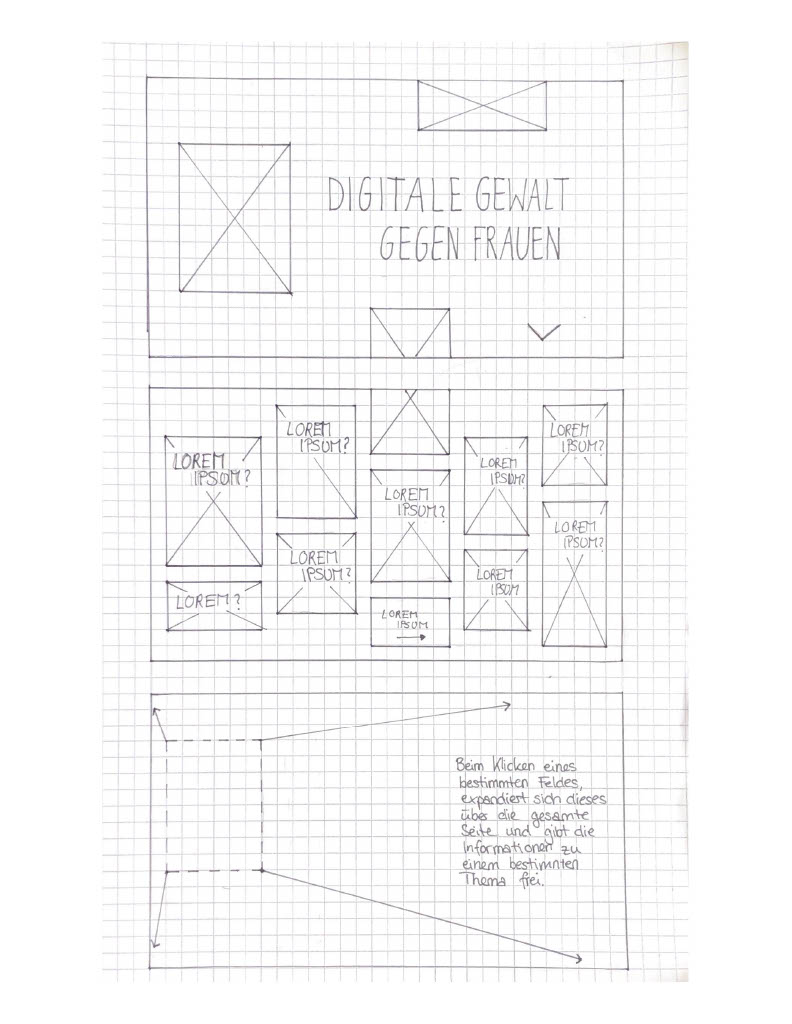 DIGITALE GEWALT
GEGEN FRAUEN
LOREM
IPSUM?
LOREM?
LOREM
IPSUM?
LOREM
IPSUM?
LOREM
IPSUM?
LOREM
IPSUM
LOREM
IPSUM?
LOREM
IPSUM
LOREM
IPSUM?
LOREM
IPSUM?
Beim Klicken eines
bestimmten Feldes,
expandiert sich dieses
über die gesamte
Seite und gibt die
Informationen zu
einem bestimmten
Thema frei.